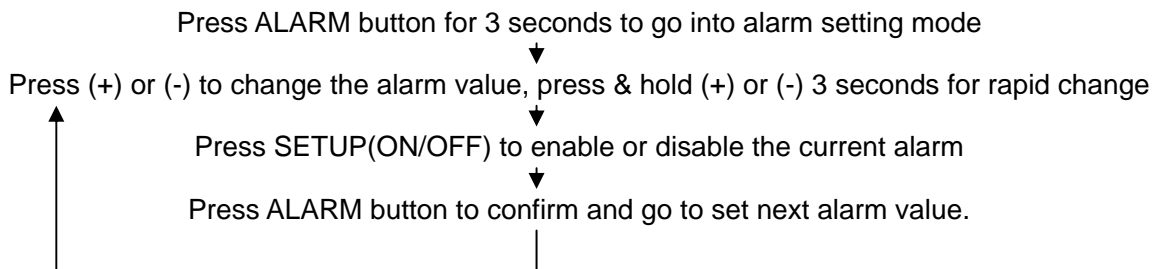 Press ALARM button for 3 seconds to go into alarm setting mode
Press (+) or (-) to change the alarm value, press & hold (+) or (-) 3 seconds for rapid change
Press SETUP(ON/OFF) to enable or disable the current alarm
Press ALARM button to confirm and go to set next alarm value.